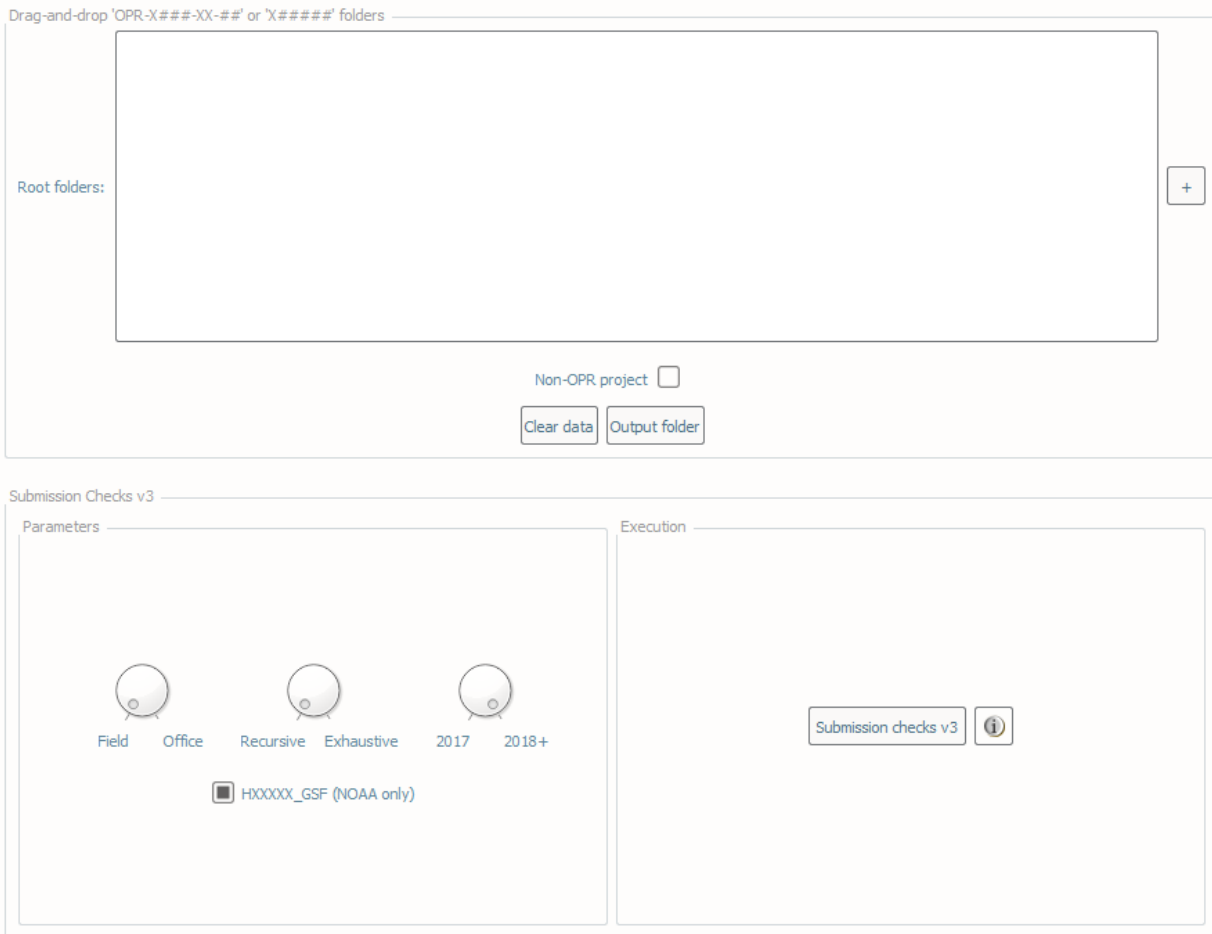 Drag-and-drop 'OPR-X###-XX-##' or 'X#####' folders
Root folders:
+
Non-OPR project
Clear data Output folder
Submission Checks v3
Parameters
Execution
Field Office Recursive Exhaustive 2017 2018+
HXXXXX_GSF (NOAA only)
Submission checks v3